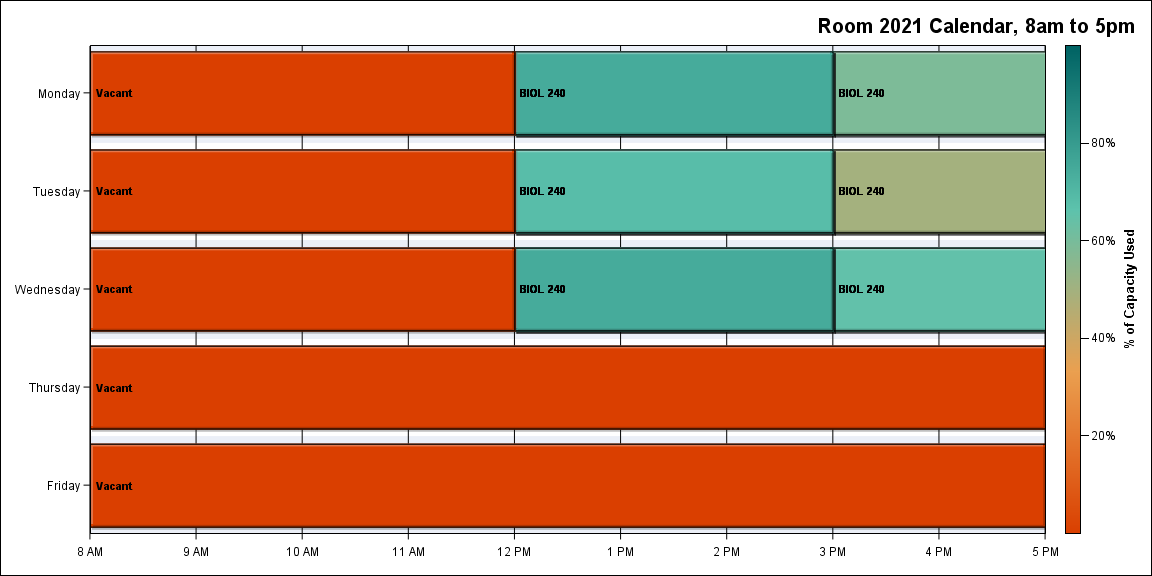 Room 2021 Calendar, 8am to 5pm
Monday
Vacant
BIOL 240
BIOL 240
Tuesday
Vacant
BIOL 240
BIOL 240
Wednesday
Vacant
BIOL 240
BIOL 240
Thursday
Vacant
Friday
Vacant
8 AM
9 AM
10 AM
11 AM
12 PM
1 PM
2 PM
3 PM
4 PM
5 PM
80%
60%
40%
20%
% of Capacity Used